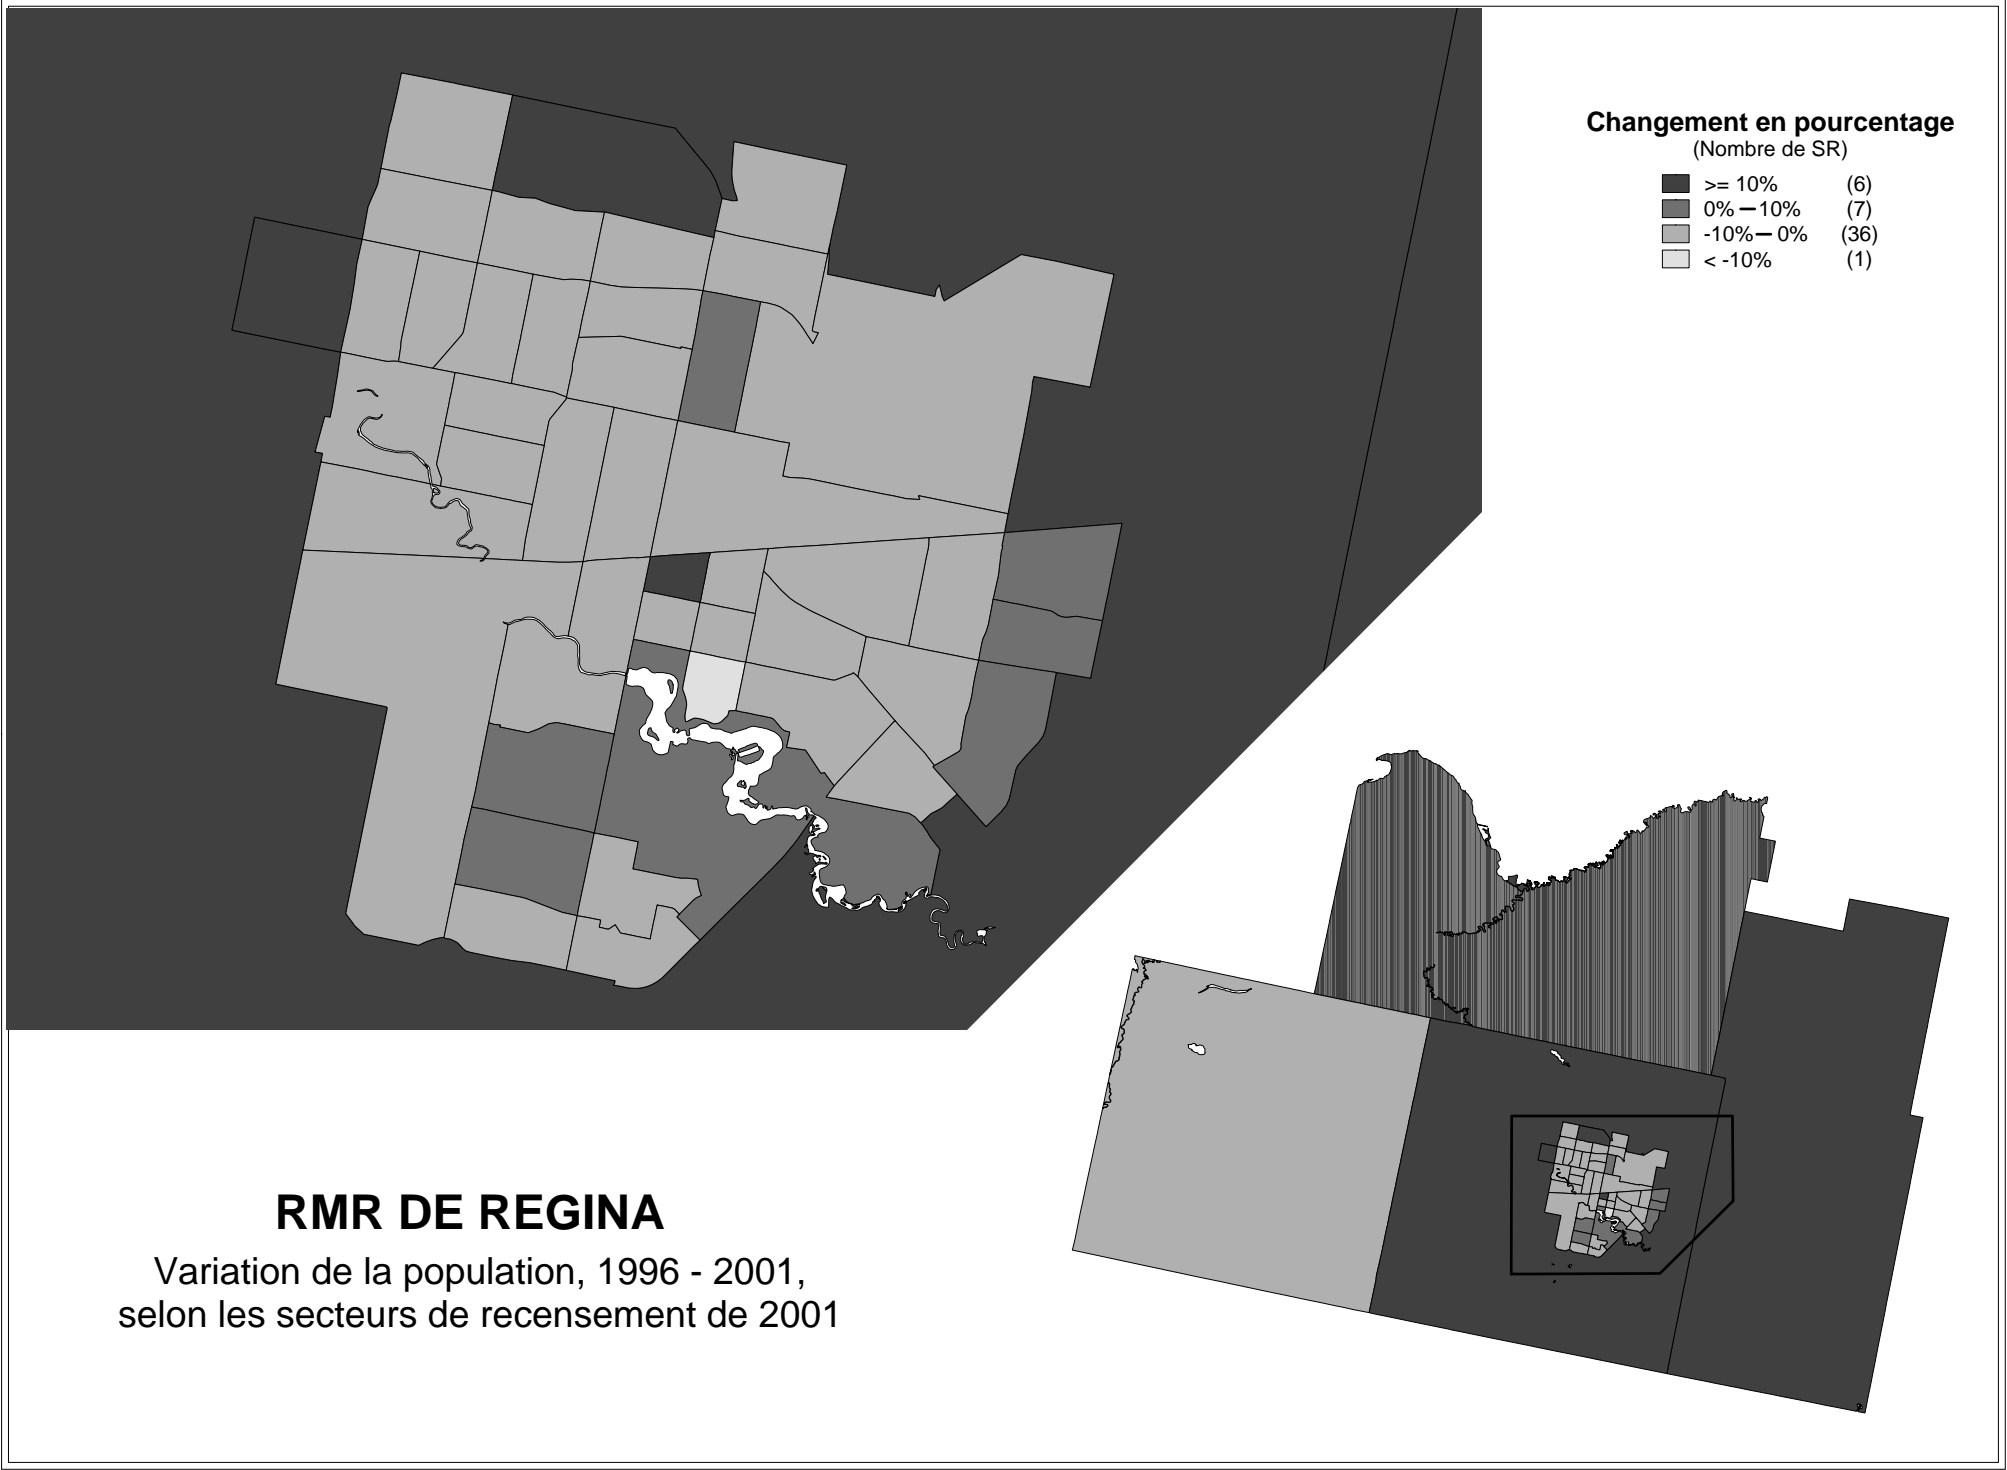 Changement en pourcentage
(Nombre de SR)
>= 10% (6)
0% – 10% (7)
-10% – 0% (36)
< -10% (1)
RMR DE REGINA
Variation de la population, 1996 - 2001,
selon les secteurs de recensement de 2001